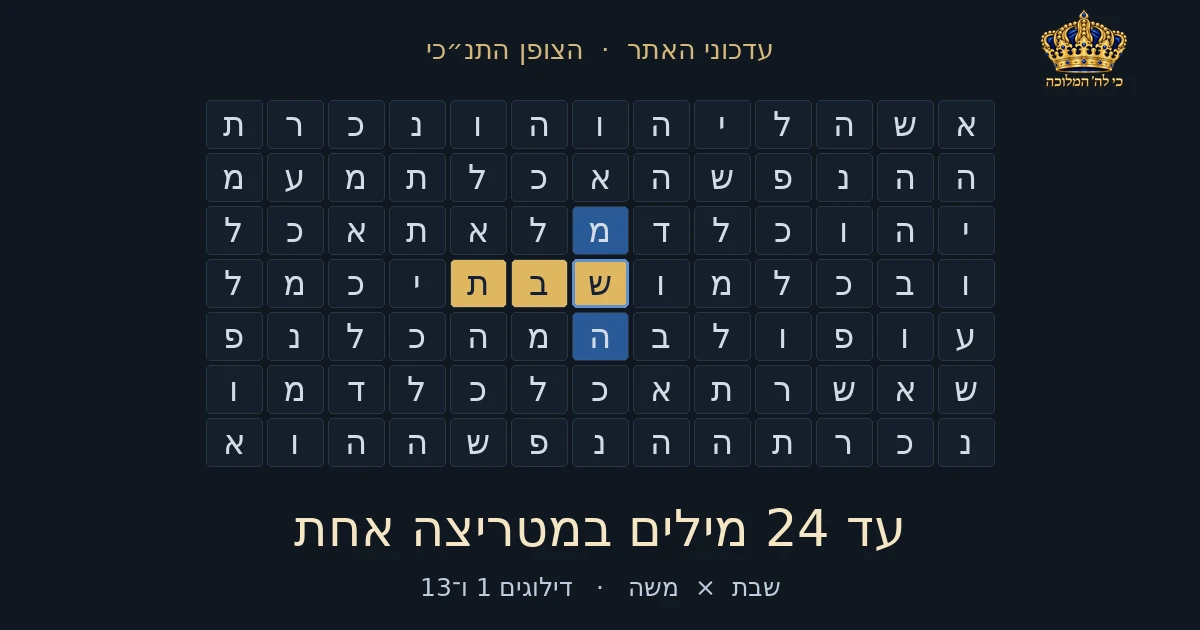 עדכוני האתר · הצופן התנ״כי
כי לה' המלוכה
א ש ה ל י ה ו ה ו נ כ ר ת
ה ה נ פ ש ה א כ ל ת מ ע מ
י ה ו כ ל ד מ ל א ת א כ ל
ו ב כ ל מ ו ש ב ת י כ מ ל
ע ו פ ו ל ב ה מ ה כ ל נ פ
ש א ש ר ת א כ ל כ ל ד מ ו
נ כ ר ת ה ה נ פ ש ה ה ו א
עד 24 מילים במטריצה אחת
שבת × משה · דילוגים 1 ו־13